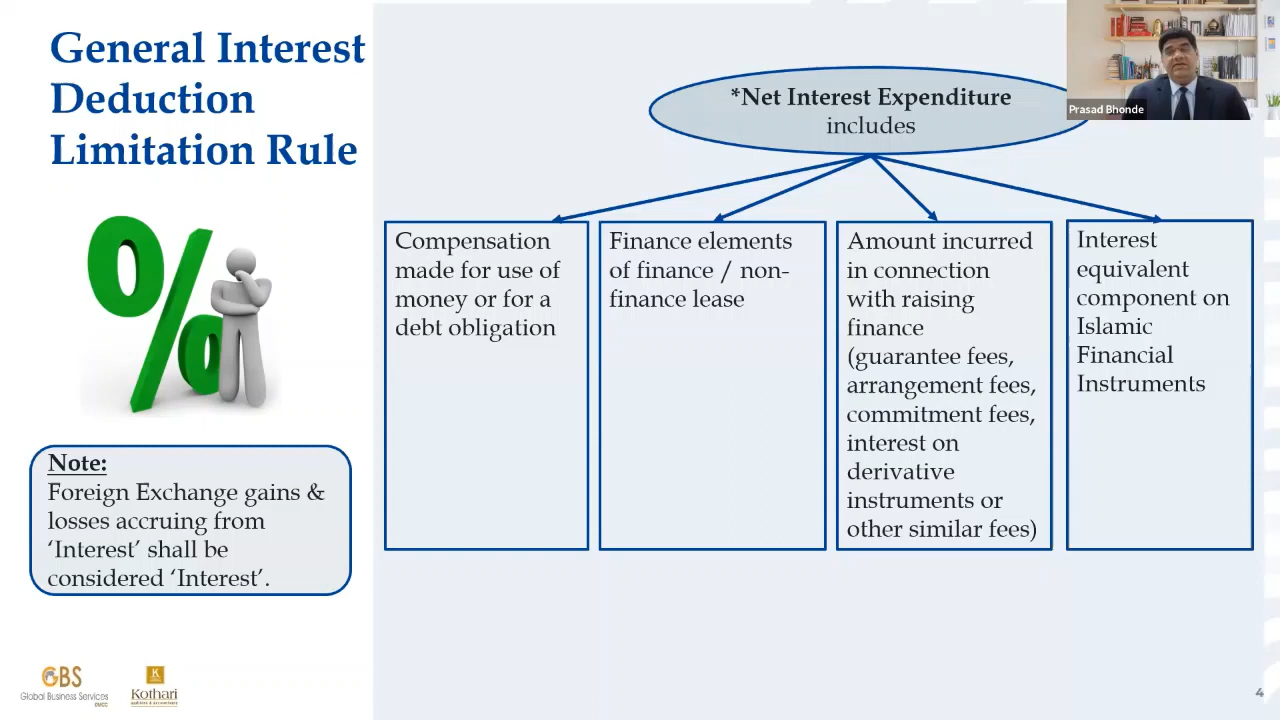 General Interest
Deduction
Limitation Rule
*Net Interest Expenditure
includes
Prasad Bhonde
Compensation
made for use of
money or for a
debt obligation
Finance elements
of finance / non-
finance lease
Amount incurred
in connection
with raising
finance
(guarantee fees,
arrangement fees,
commitment fees,
interest on
derivative
instruments or
other similar fees)
Interest
equivalent
component on
Islamic
Financial
Instruments
%
Note:
Foreign Exchange gains &
losses accruing from
‘Interest’ shall be
considered ‘Interest’.
GBS
Global Business Services
DMCC
K
Kothari
4